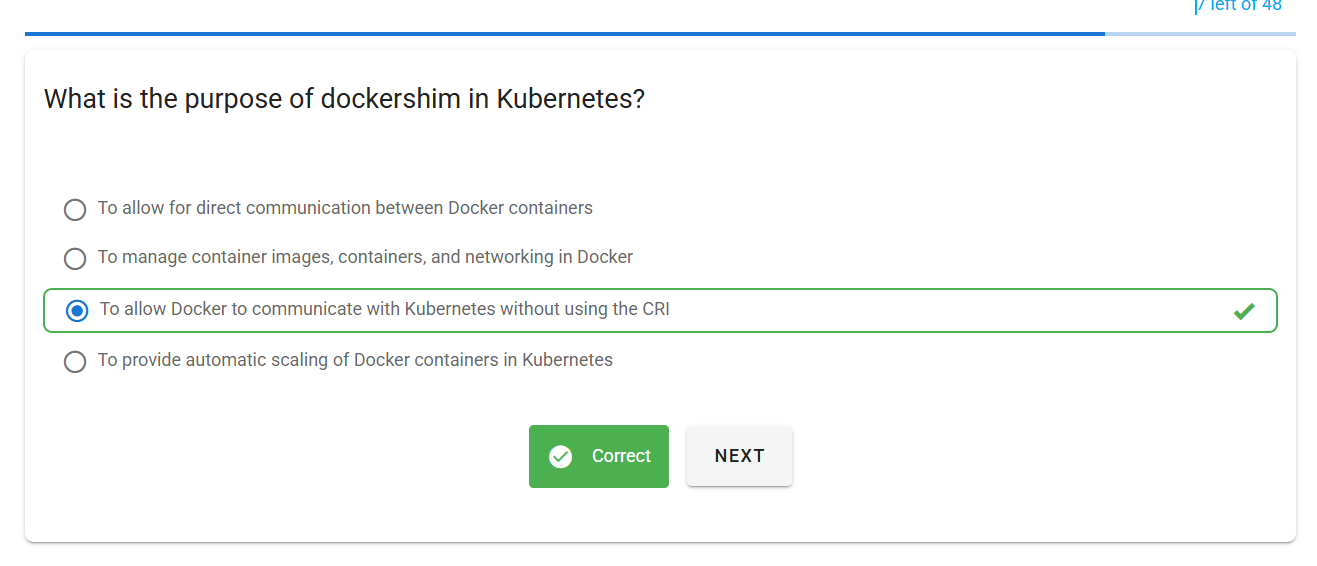 7 left of 48
What is the purpose of dockershim in Kubernetes?
To allow for direct communication between Docker containers
To manage container images, containers, and networking in Docker
To allow Docker to communicate with Kubernetes without using the CRI
To provide automatic scaling of Docker containers in Kubernetes
Correct
NEXT